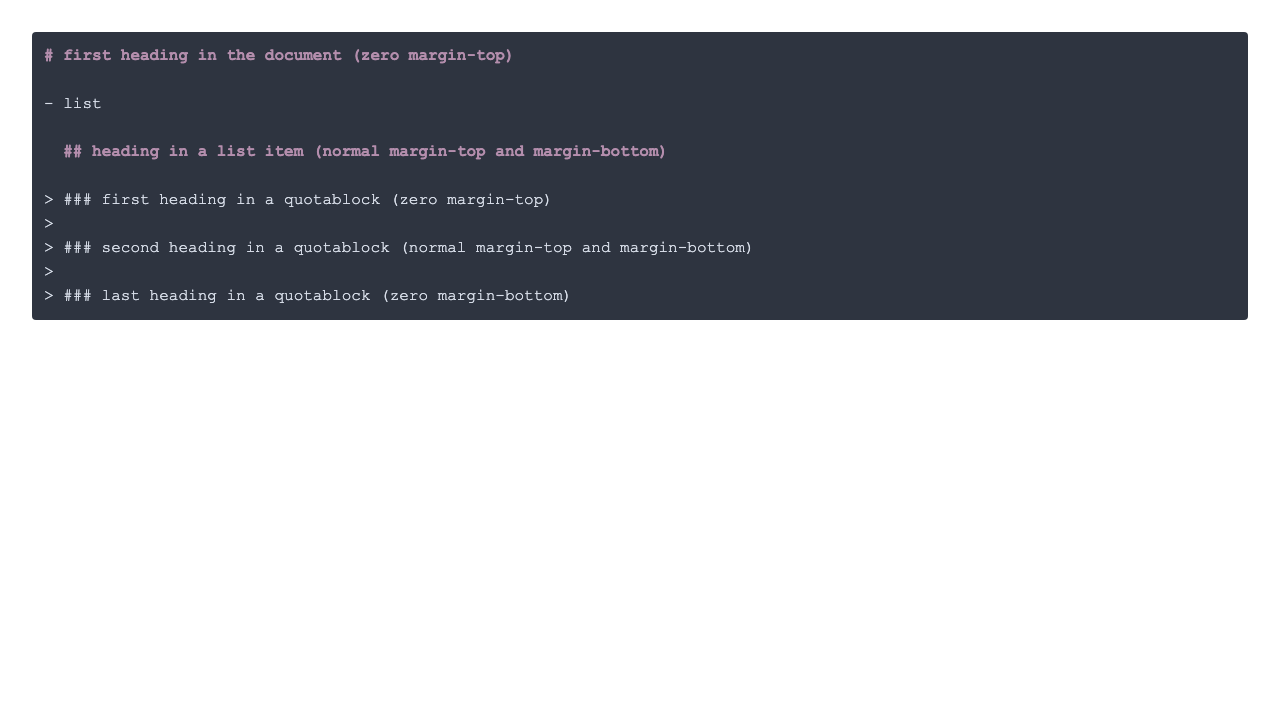 # first heading in the document (zero margin-top)
- list
## heading in a list item (normal margin-top and margin-bottom)
> ### first heading in a quotablock (zero margin-top)
>
> ### second heading in a quotablock (normal margin-top and margin-bottom)
>
> ### last heading in a quotablock (zero margin-bottom)